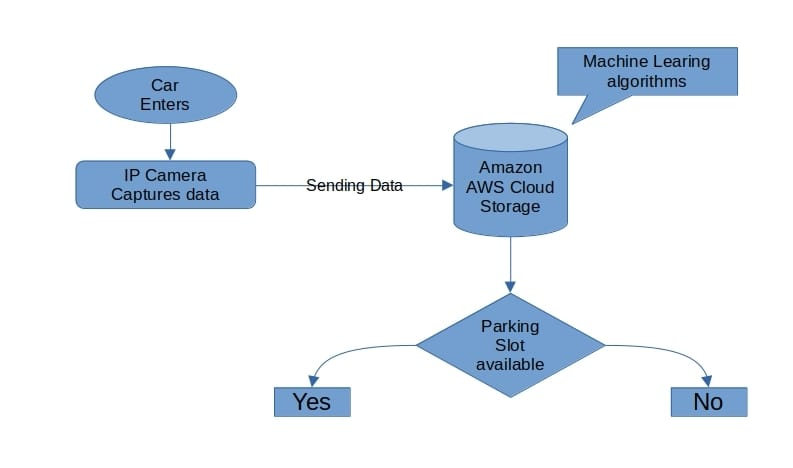 Car
Enters
IP Camera
Captures data
Sending Data
Machine Learing
algorithms
Amazon
AWS Cloud
Storage
Parking
Slot
available
Yes
No